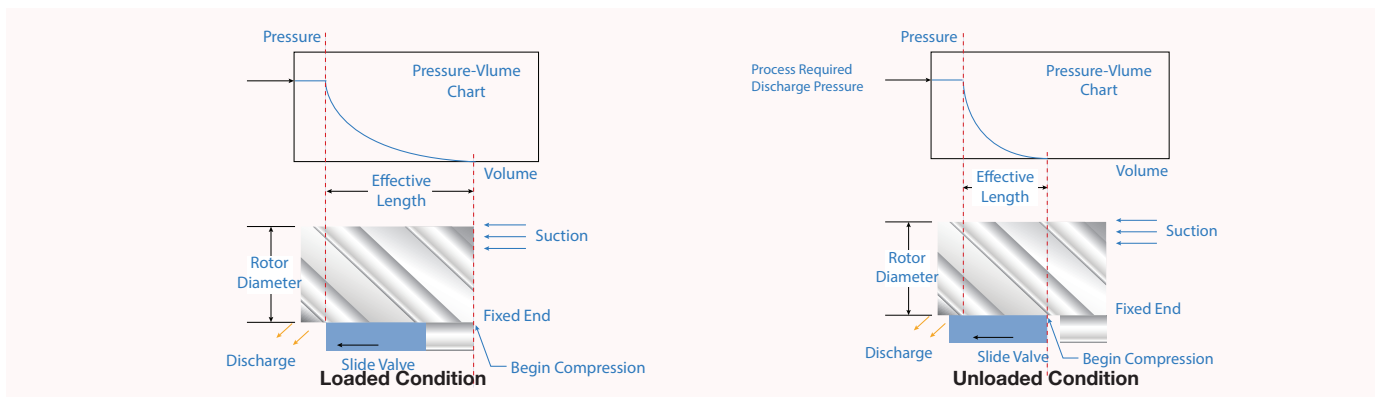 Pressure
Pressure-Vlume
Chart
Volume
Effective
Length
Suction
Rotor
Diameter
Fixed End
Discharge
Slide Valve
Begin Compression
Loaded Condition
Pressure
Process Required
Discharge Pressure
Pressure-Vlume
Chart
Volume
Effective
Length
Suction
Rotor
Diameter
Fixed End
Discharge
Slide Valve
Begin Compression
Unloaded Condition